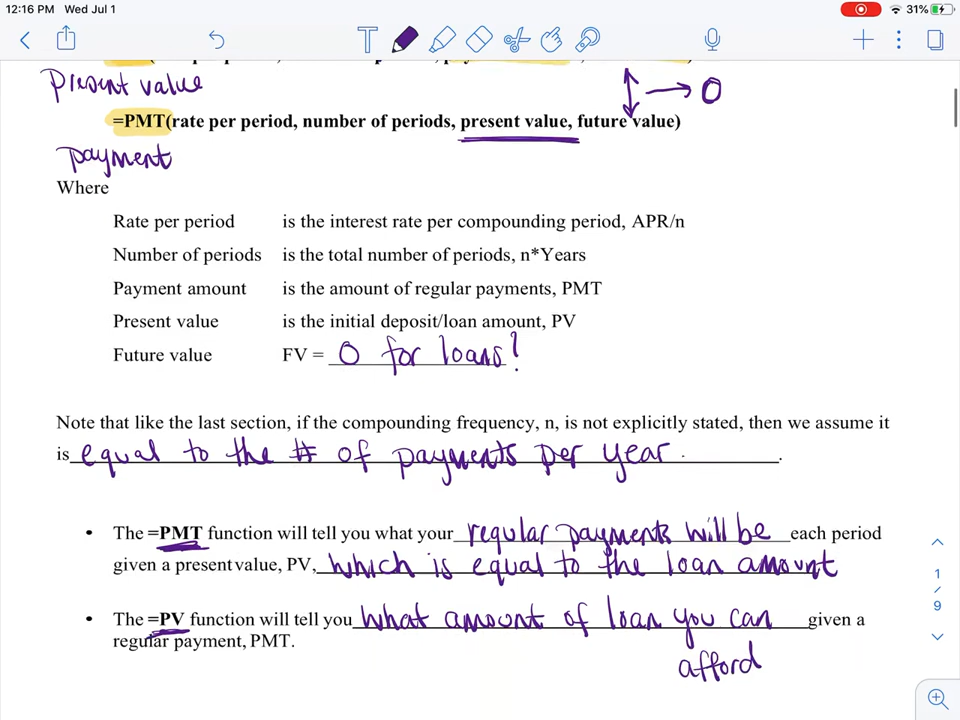 12:16 PM Wed Jul 1
31%
T
Present value
0
=PMT(rate per period, number of periods, present value, future value)
payment
Where
Rate per period is the interest rate per compounding period, APR/n
Number of periods is the total number of periods, n*Years
Payment amount is the amount of regular payments, PMT
Present value is the initial deposit/loan amount, PV
Future value FV = 0 for loans!
Note that like the last section, if the compounding frequency, n, is not explicitly stated, then we assume it
is equal to the # of payments per year.
• The =PMT function will tell you what your regular payments will be each period
given a present value, PV, which is equal to the loan amount
• The =PV function will tell you what amount of loan you can given a
regular payment, PMT.
afford
1
/
9